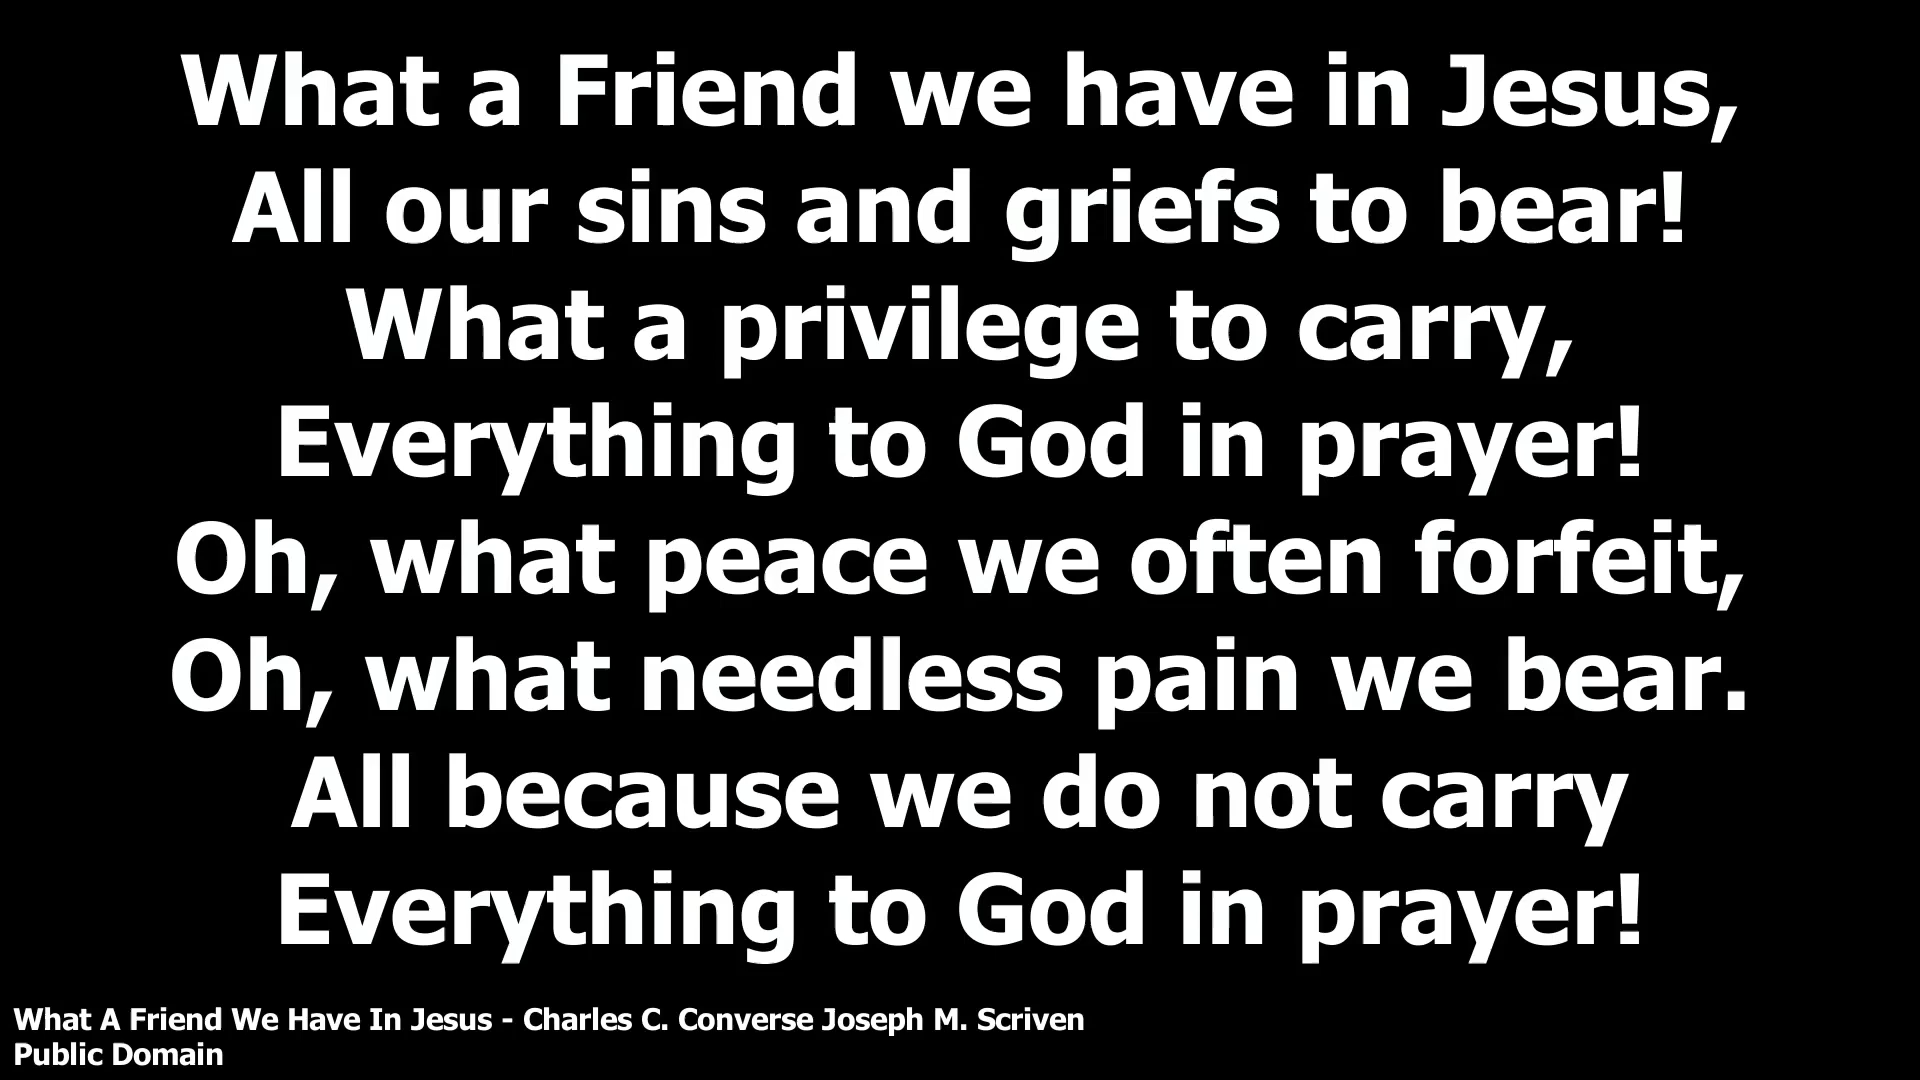 What a Friend we have in Jesus,
All our sins and griefs to bear!
What a privilege to carry,
Everything to God in prayer!
Oh, what peace we often forfeit,
Oh, what needless pain we bear.
All because we do not carry
Everything to God in prayer!
What A Friend We Have In Jesus - Charles C. Converse Joseph M. Scriven
Public Domain